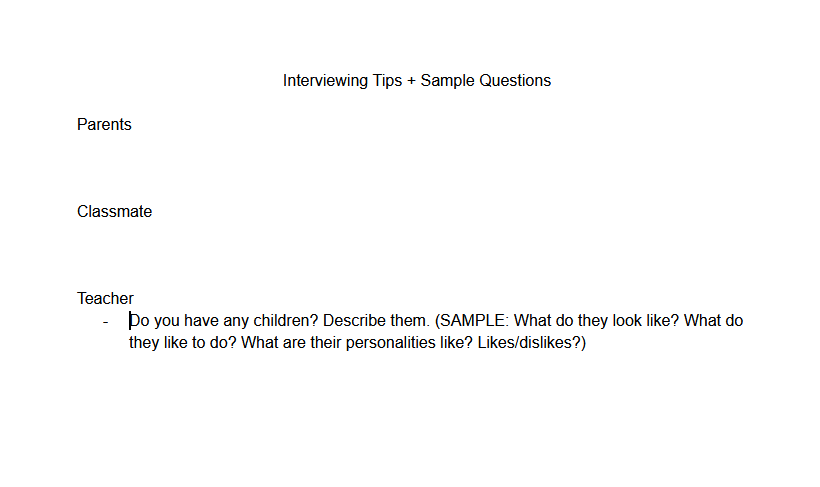 Interviewing Tips + Sample Questions
Parents
Classmate
Teacher
- Do you have any children? Describe them. (SAMPLE: What do they look like? What do
they like to do? What are their personalities like? Likes/dislikes?)